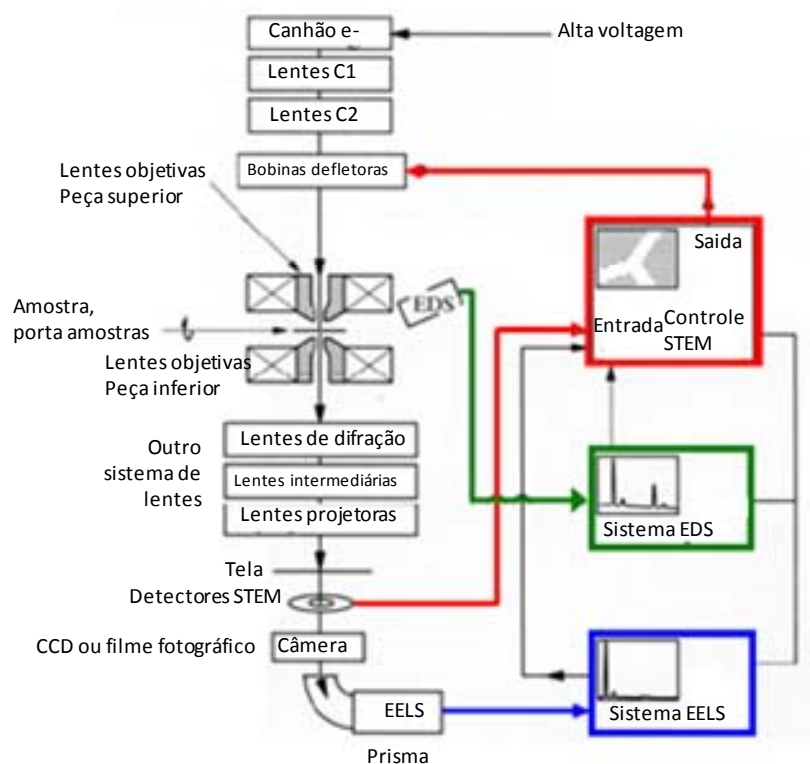 Canhão e-
Alta voltagem
Lentes C1
Lentes C2
Lentes objetivas
Peça superior
Bobinas defletoras
Saida
EDS
Amostra,
porta amostras
Entrada
Controle
STEM
Lentes objetivas
Peça inferior
Outro
sistema de
lentes
Lentes de difração
Lentes intermediárias
Lentes projetoras
Sistema EDS
Tela
Detectores STEM
CCD ou filme fotográfico
Câmera
EELS
Sistema EELS
Prisma